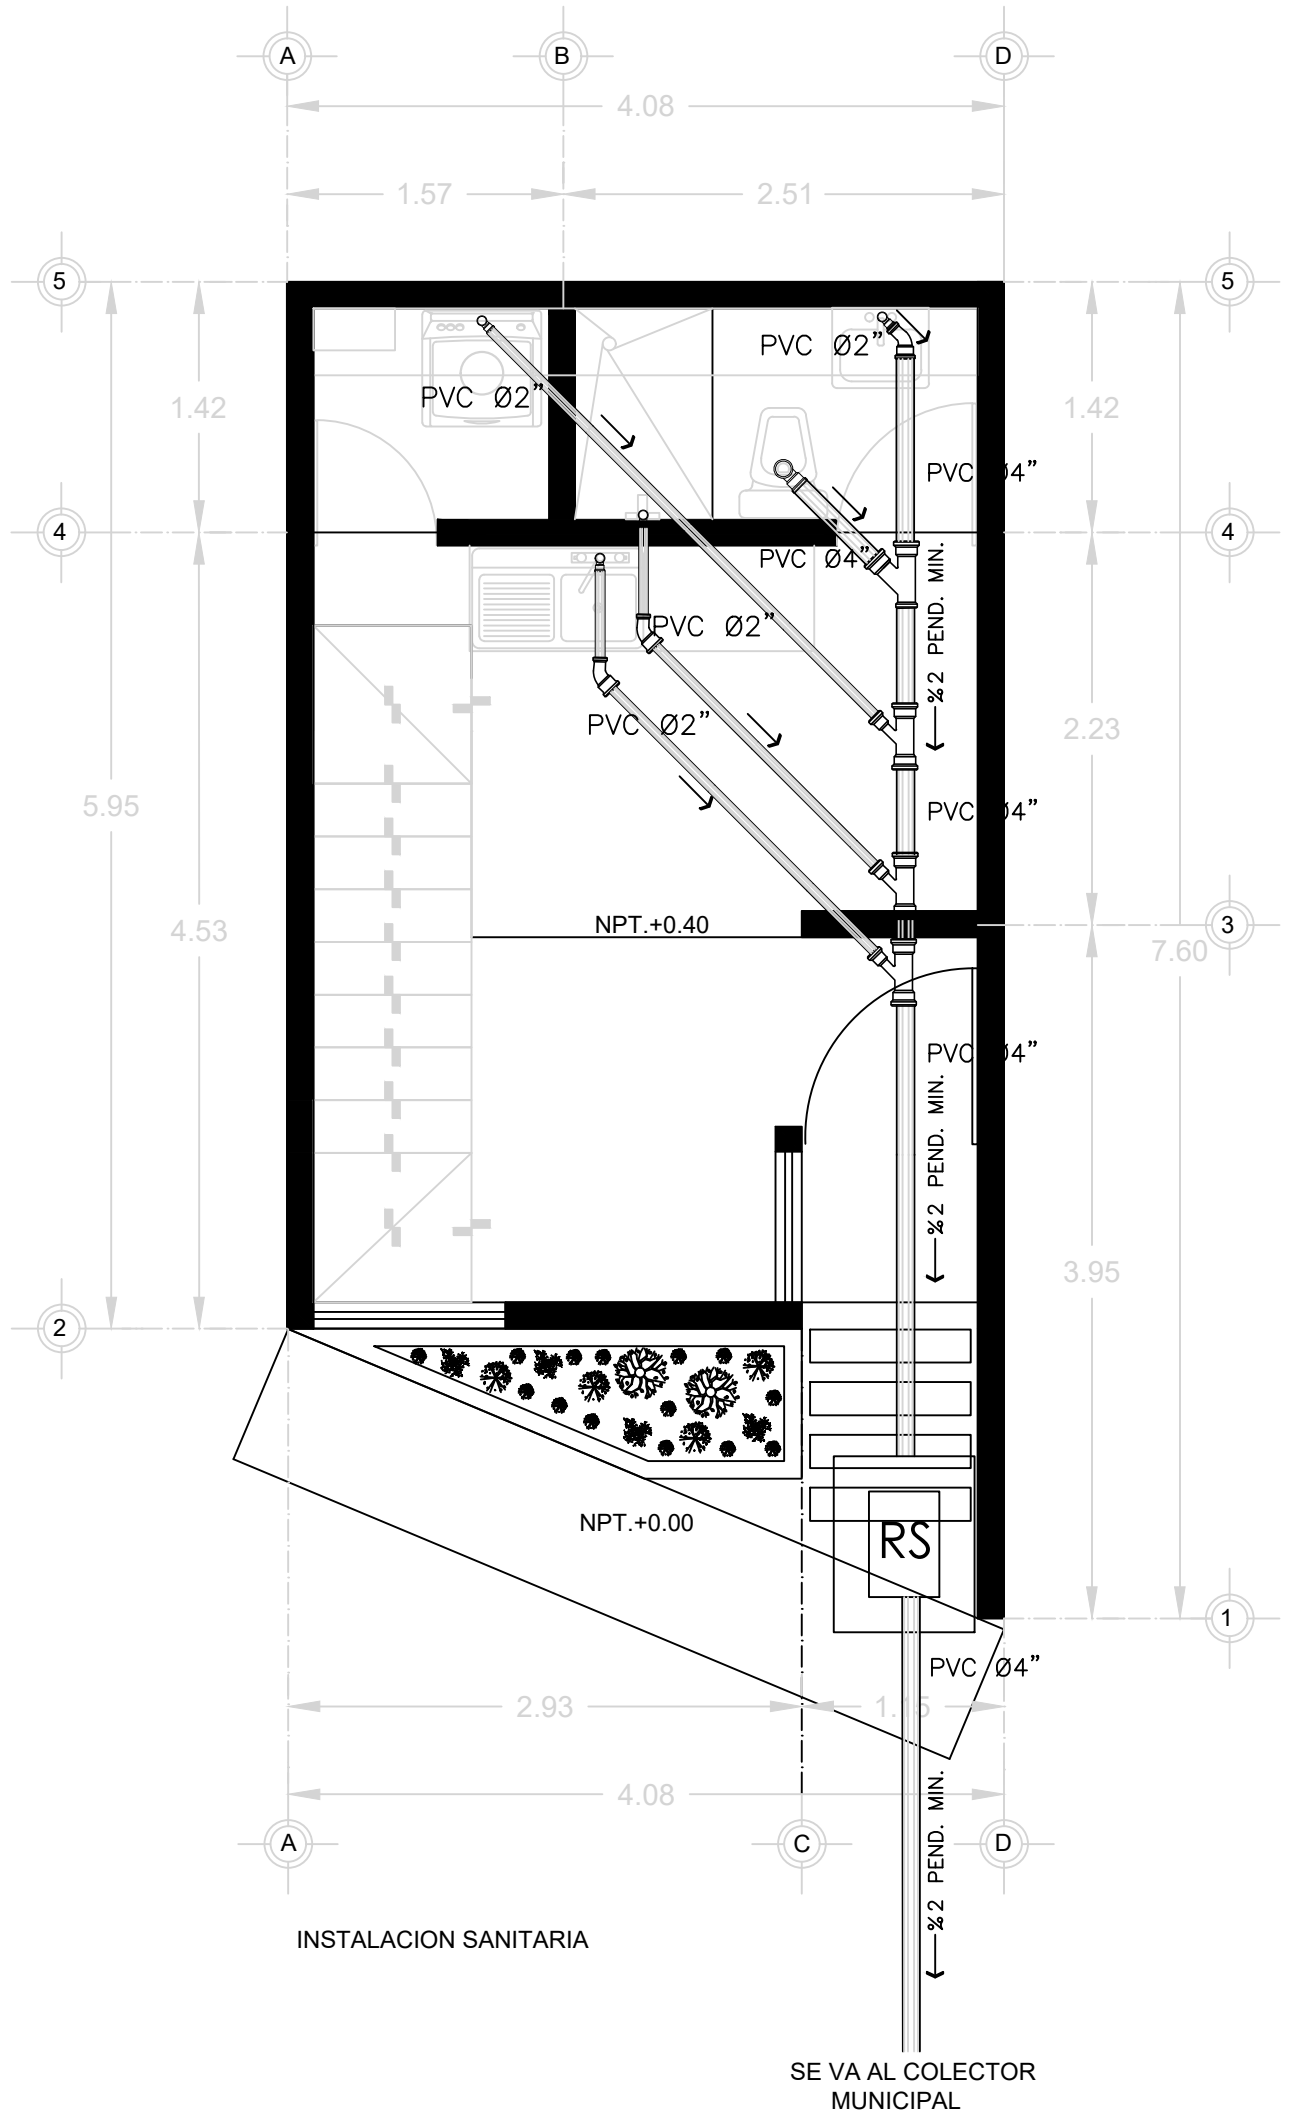 A
B
D
4.08
1.57
2.51
5
5
PVC Ø2”
PVC Ø2”
1.42
1.42
PVC Ø4”
4
4
PVC Ø4”
%2 PEND. MIN.
PVC Ø2”
PVC Ø2”
2.23
5.95
PVC Ø4”
4.53
NPT.+0.40
3
7.60
PVC Ø4”
%2 PEND. MIN.
3.95
2
NPT.+0.00
RS
1
PVC Ø4”
2.93
1.15
4.08
%2 PEND. MIN.
A
C
D
INSTALACION SANITARIA
SE VA AL COLECTOR
MUNICIPAL